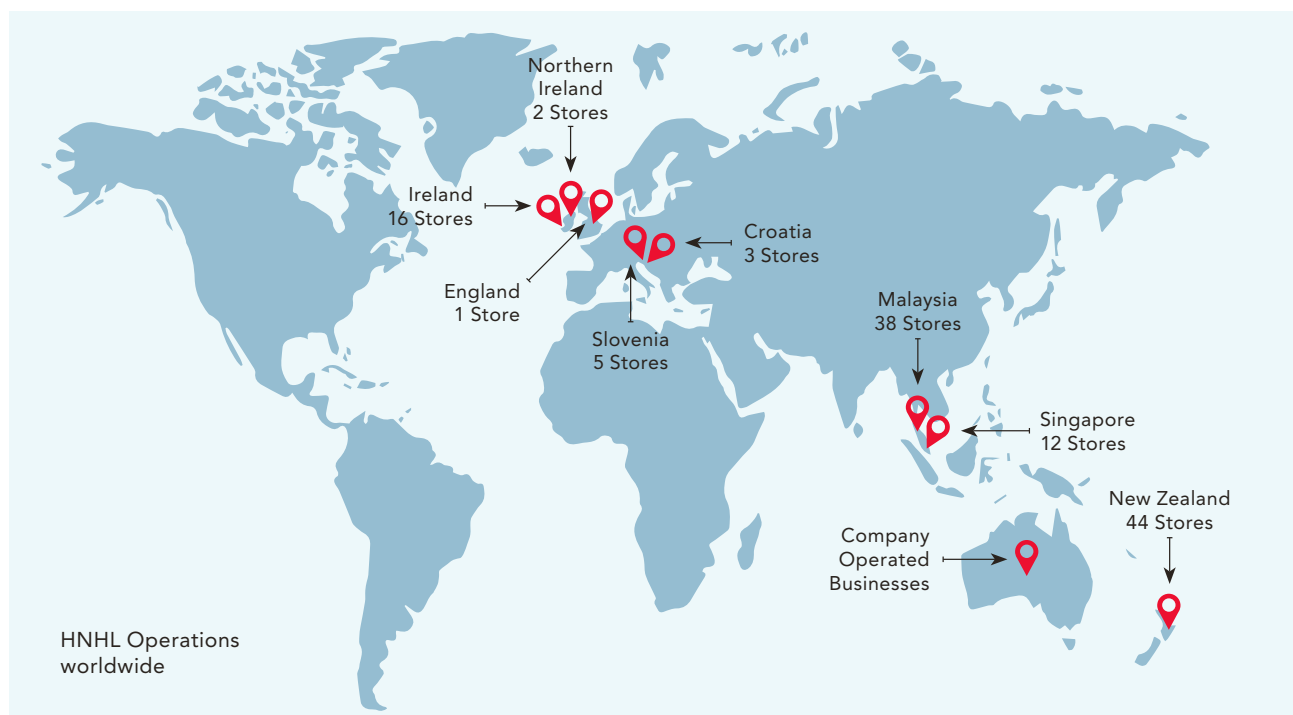 Northern
Ireland
2 Stores
Ireland
16 Stores
England
1 Store
Croatia
3 Stores
Slovenia
5 Stores
Malaysia
38 Stores
Singapore
12 Stores
New Zealand
44 Stores
Company
Operated
Businesses
HNHL Operations
worldwide